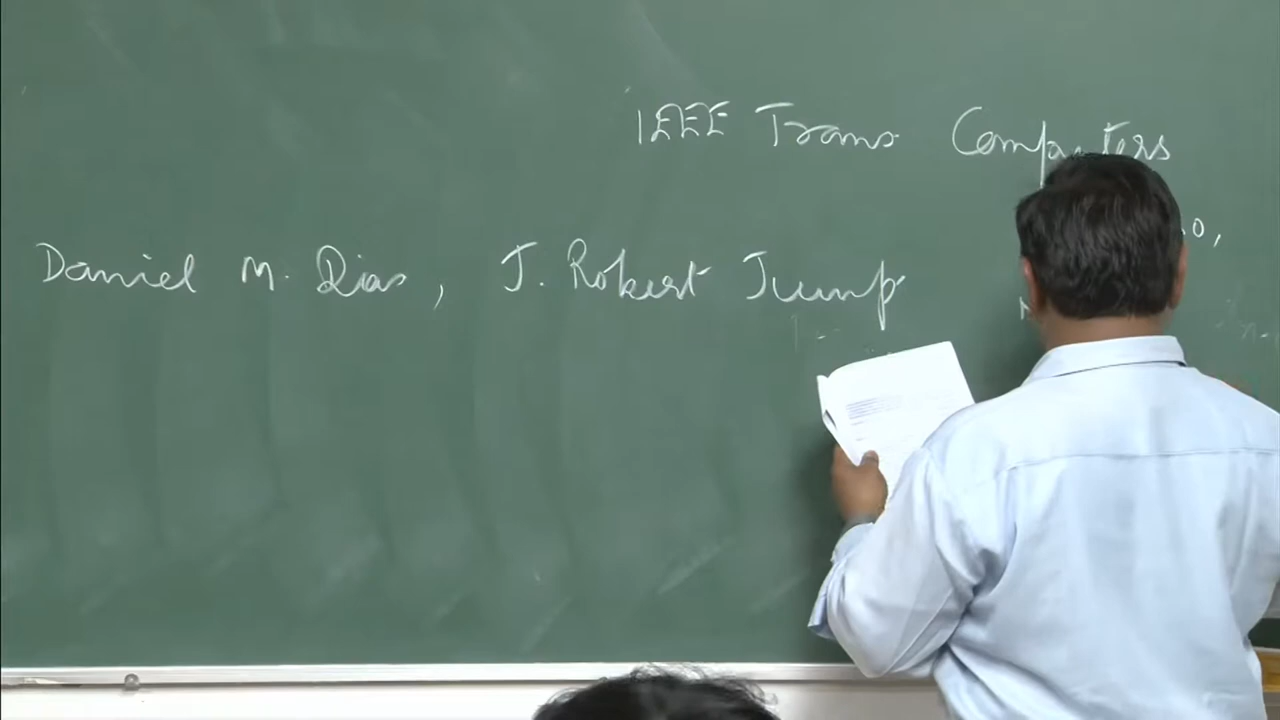 IEEE Trans Computers
Daniel M. Dias, J. Robert Jump